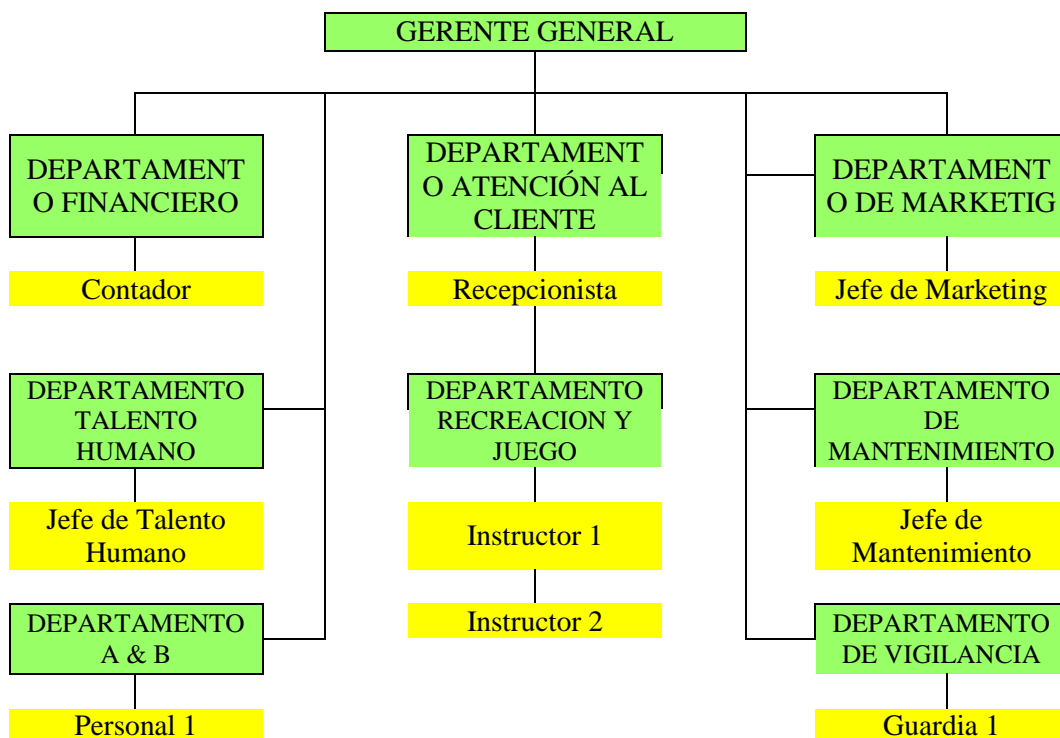 GERENTE GENERAL
DEPARTAMENT
O FINANCIERO
DEPARTAMENT
O ATENCIÓN AL
CLIENTE
DEPARTAMENT
O DE MARKETIG
Contador
Recepcionista
Jefe de Marketing
DEPARTAMENTO
TALENTO
HUMANO
DEPARTAMENTO
RECREACION Y
JUEGO
DEPARTAMENTO
DE
MANTENIMIENTO
Jefe de Talento
Humano
Instructor 1
Jefe de
Mantenimiento
DEPARTAMENTO
A & B
Instructor 2
DEPARTAMENTO
DE VIGILANCIA
Personal 1
Guardia 1